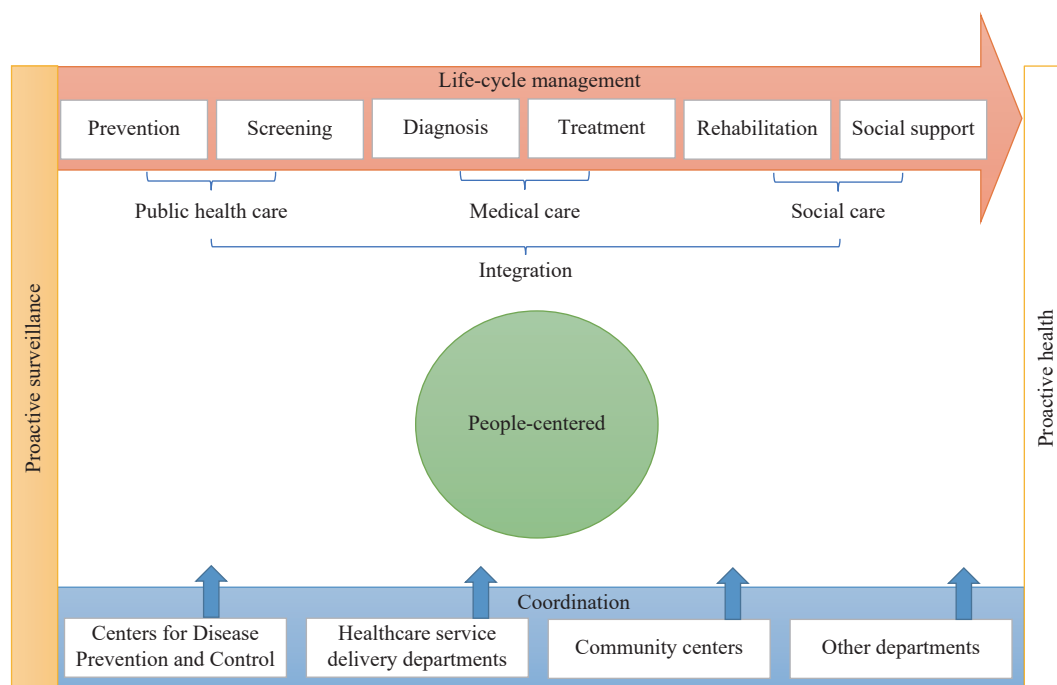 Life-cycle management
Prevention
Screening
Diagnosis
Treatment
Rehabilitation
Social support
Public health care
Medical care
Social care
Integration
Proactive surveillance
People-centered
Proactive health
Coordination
Centers for Disease
Prevention and Control
Healthcare service
delivery departments
Community centers
Other departments